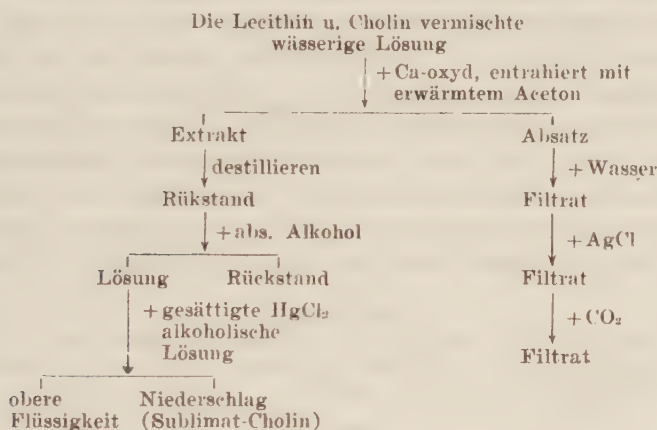 Die Lecithin u. Cholin vermischte
wässerige Lösung
+Ca-oxyd, entrahiert mit
erwärmtem Aceton
Extrakt
Absatz
destillieren
+Wasser
Rükstand
Filtrat
+abs. Alkohol
+AgCl
Lösung
Rückstand
Filtrat
+gesättigte HgCl₂
alkoholische
Lösung
+CO₂
Filtrat
obere
Flüssigkeit
Niederschlag
(Sublimat-Cholin)